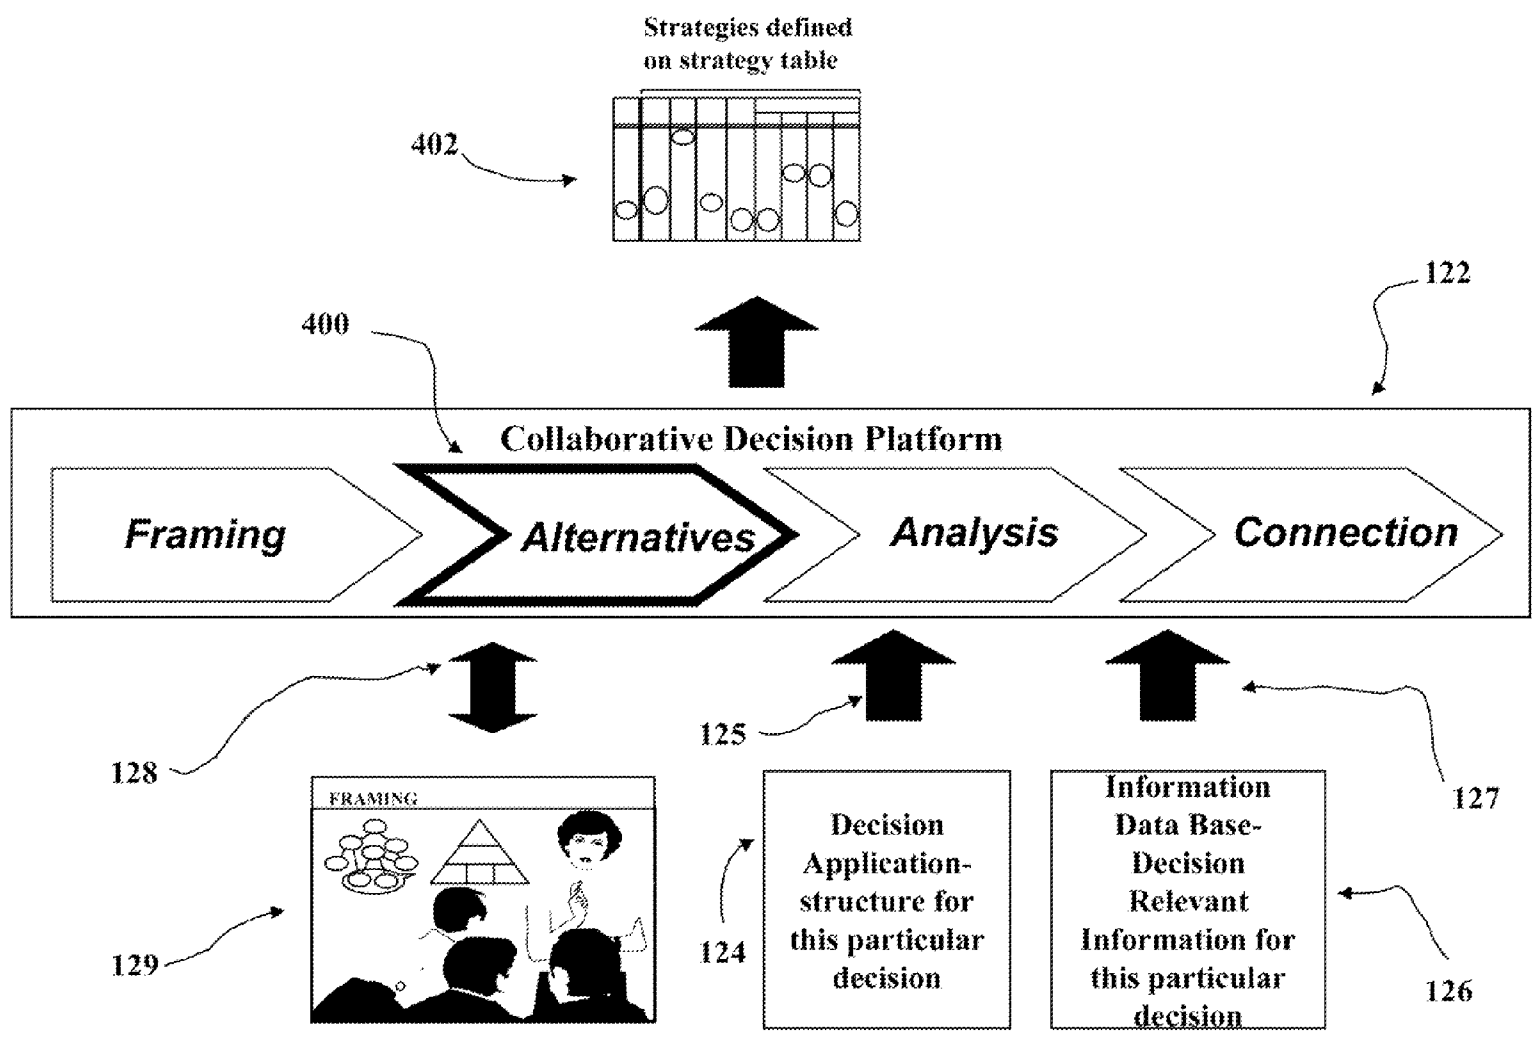 Strategies defined
on strategy table
402
122
400
Collaborative Decision Platform
Framing
Alternatives
Analysis
Connection
128
125
127
FRAMING
129
Decision
Application-
structure for
this particular
decision
124
Information
Data Base-
Decision
Relevant
Information for
this particular
decision
126